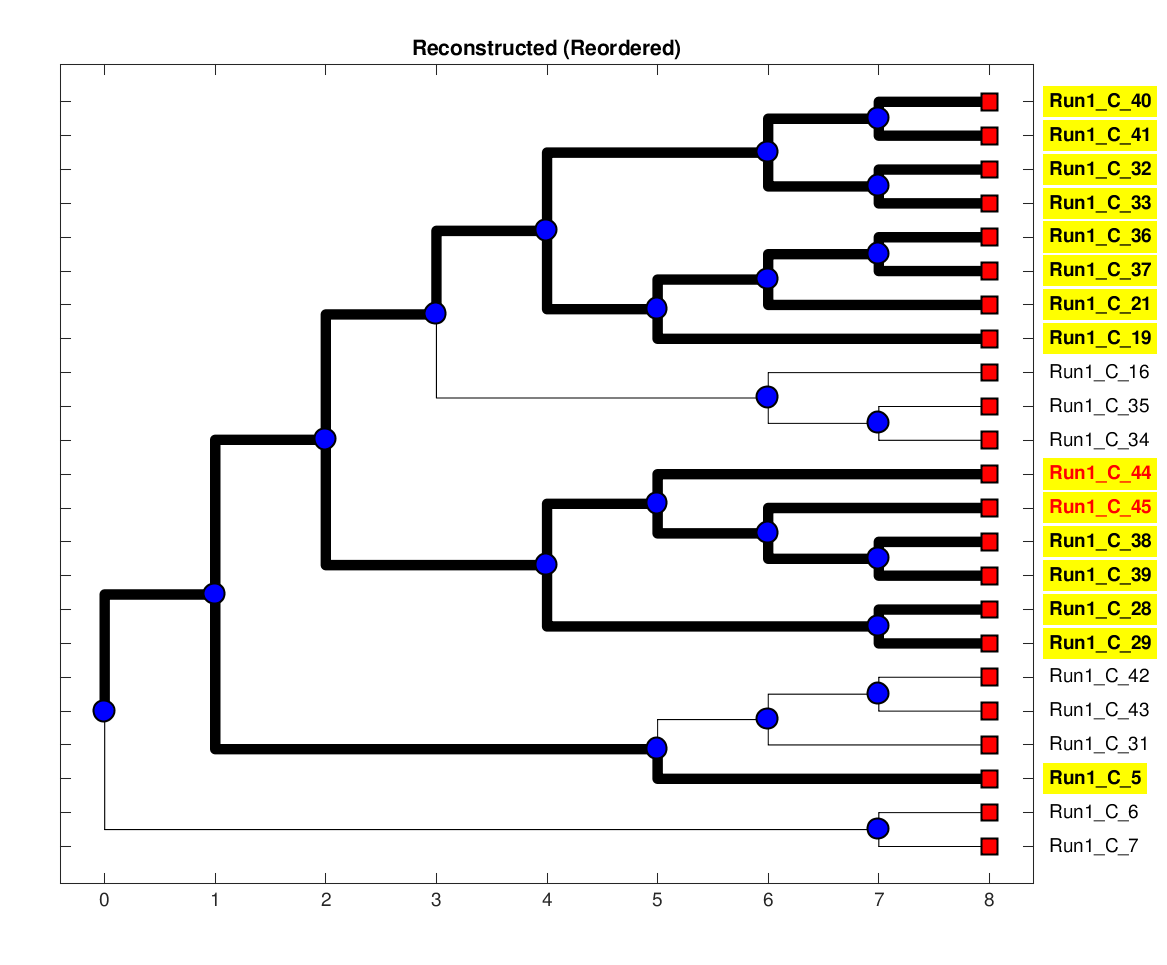 Reconstructed (Reordered)
Run1_C_40
Run1_C_41
Run1_C_32
Run1_C_33
Run1_C_36
Run1_C_37
Run1_C_21
Run1_C_19
Run1_C_16
Run1_C_35
Run1_C_34
Run1_C_44
Run1_C_45
Run1_C_38
Run1_C_39
Run1_C_28
Run1_C_29
Run1_C_42
Run1_C_43
Run1_C_31
Run1_C_5
Run1_C_6
Run1_C_7
0 1 2 3 4 5 6 7 8